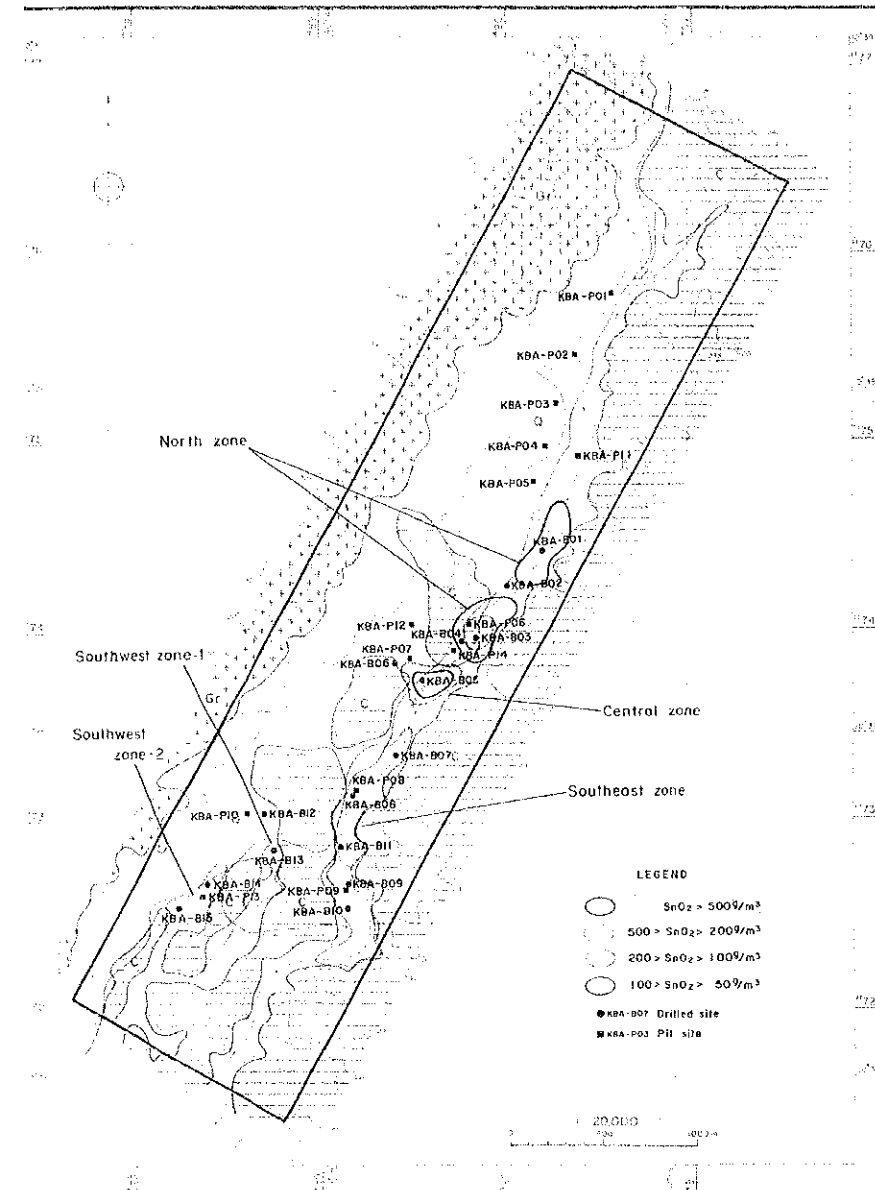 Gr
C
KBA-P01
KBA-P02
KBA-P03
Q
KBA-P04
KBA-P11
KBA-P05
North zone
KBA-B01
KBA-B02
KBA-P06
KBA-P12
KBA-B04
KBA-B03
KBA-P07
KBA-P14
KBA-B06
KBA-B05
Southwest zone-1
Gr
C
Central zone
Southwest
zone-2
KBA-B07
KBA-P08
KBA-B08
Southeast zone
KBA-P10
KBA-B12
KBA-B11
KBA-B13
KBA-B14
KBA-P13
KBA-P09
KBA-B09
C
C
KBA-B15
KBA-B10
C
LEGEND
SnO₂ > 500g/m³
500 > SnO₂ > 200g/m³
200 > SnO₂ > 100g/m³
100 > SnO₂ > 50g/m³
KBA-B07 Drilled site
KBA-P03 Pit site
20,000